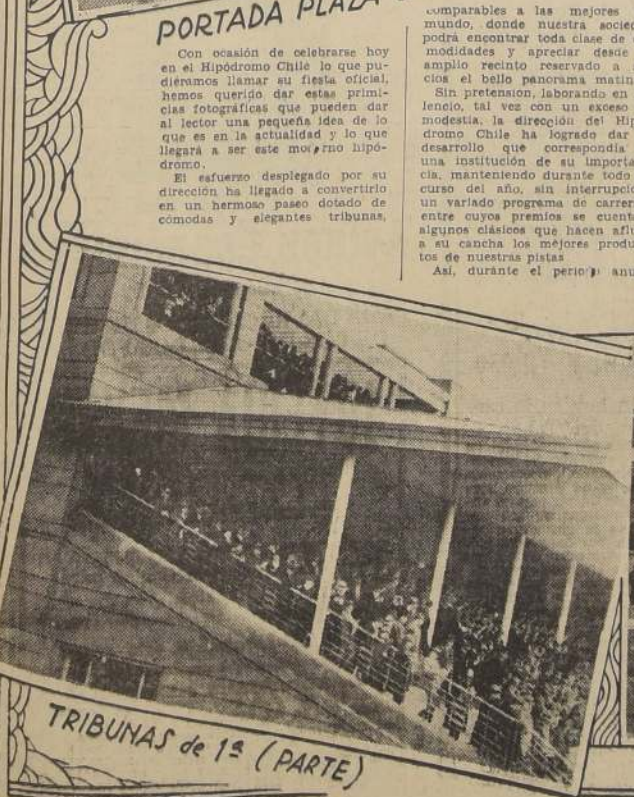 PORTADA PLAZA
Con ocasión de celebrarse hoy
en el Hipódromo Chile lo que pu-
diéramos llamar su fiesta oficial,
hemos querido dar estas primi-
cias fotográficas que pueden dar
al lector una pequeña idea de lo
que es en la actualidad y lo que
llegará a ser este moderno hipó-
dromo.
El esfuerzo desplegado por su
dirección ha llegado a convertirlo
en un hermoso paseo dotado de
cómodas y elegantes tribunas,
comparables a las mejores
mundo, donde nuestra socie
podrá encontrar toda clase de
modidades y apreciar desde
amplio recinto reservado a
cios el bello panorama matin
Sin pretension, laborando en
lencio, tal vez con un exceso
modestia, la dirección del Hip
dromo Chile ha logrado dar
desarrollo que correspondía
una institución de su importa
cia, manteniendo durante todo
curso del año, sin interrupcio
un variado programa de carrer
entre cuyos premios se cuent
algunos clásicos que hacen aflu
a su cancha los mejores produ
tos de nuestras pistas
Así, durante el period anu
TRIBUNAS de 1ª (PARTE)